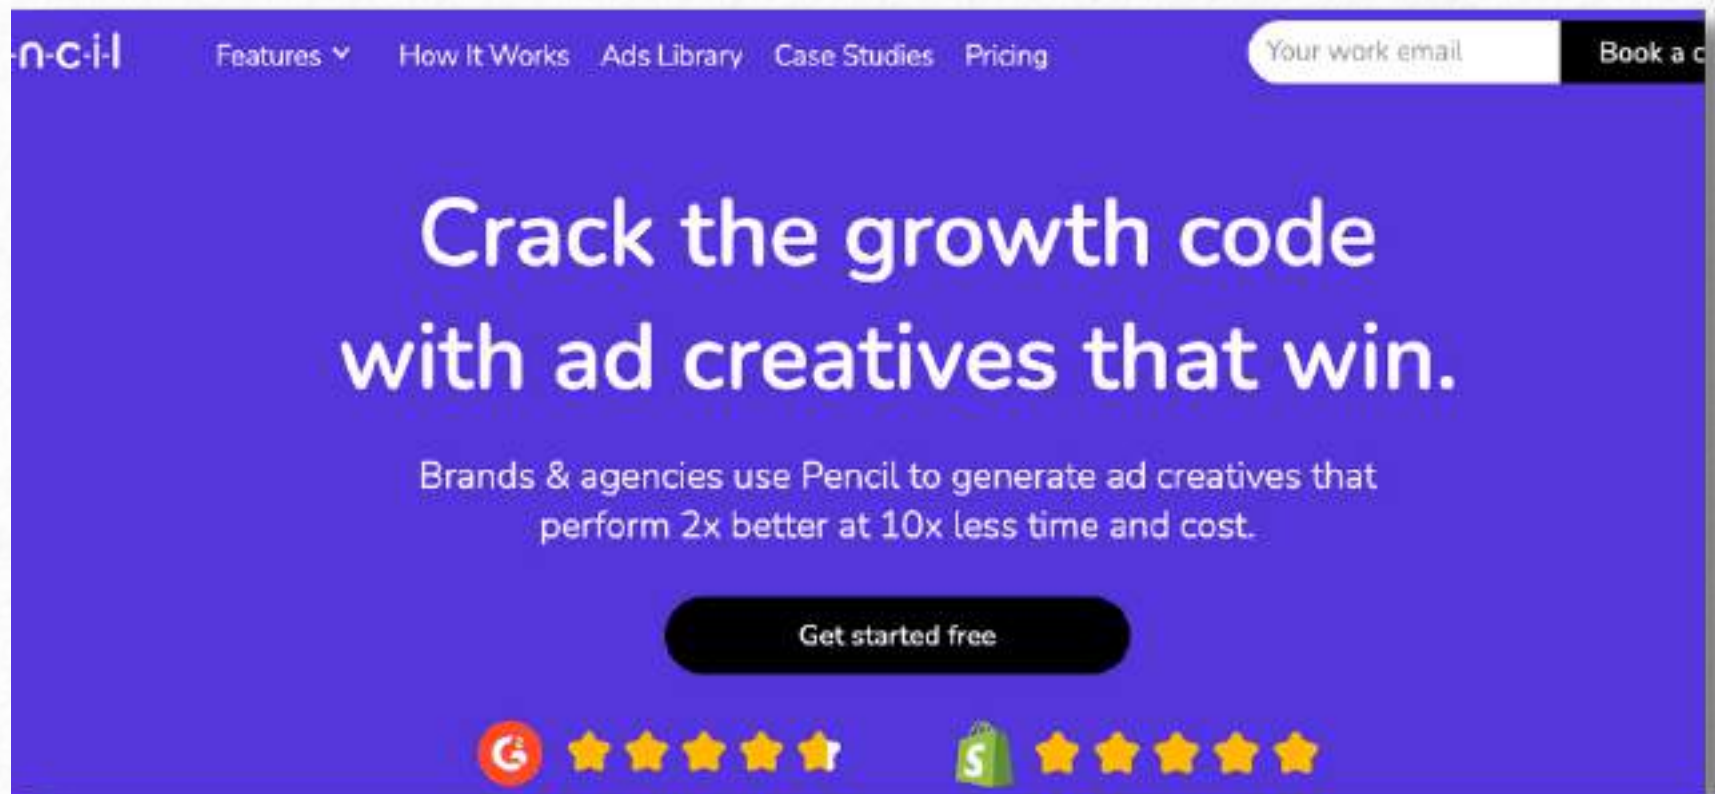 -n-c-i-l
Features How It Works Ads Library Case Studies Pricing Your work email Book a c
Crack the growth code
with ad creatives that win.
Brands & agencies use Pencil to generate ad creatives that
perform 2x better at 10x less time and cost.
Get started free